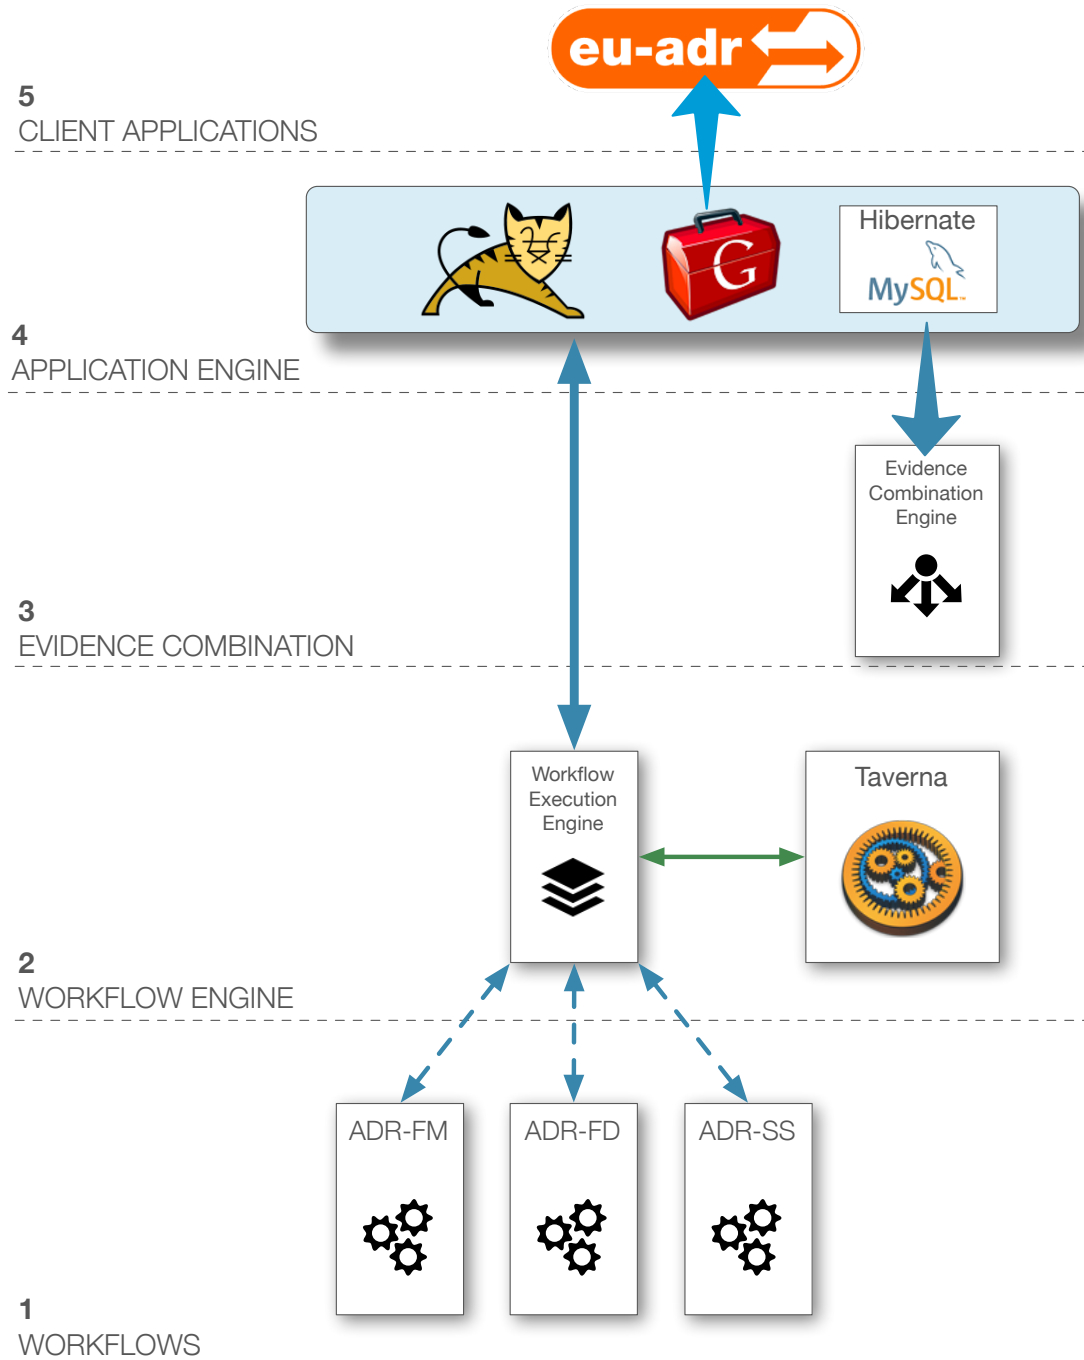 eu-adr
5
CLIENT APPLICATIONS
G
Hibernate
MySQL™
4
APPLICATION ENGINE
Evidence
Combination
Engine
3
EVIDENCE COMBINATION
Workflow
Execution
Engine
Taverna
2
WORKFLOW ENGINE
ADR-FM
ADR-FD
ADR-SS
1
WORKFLOWS